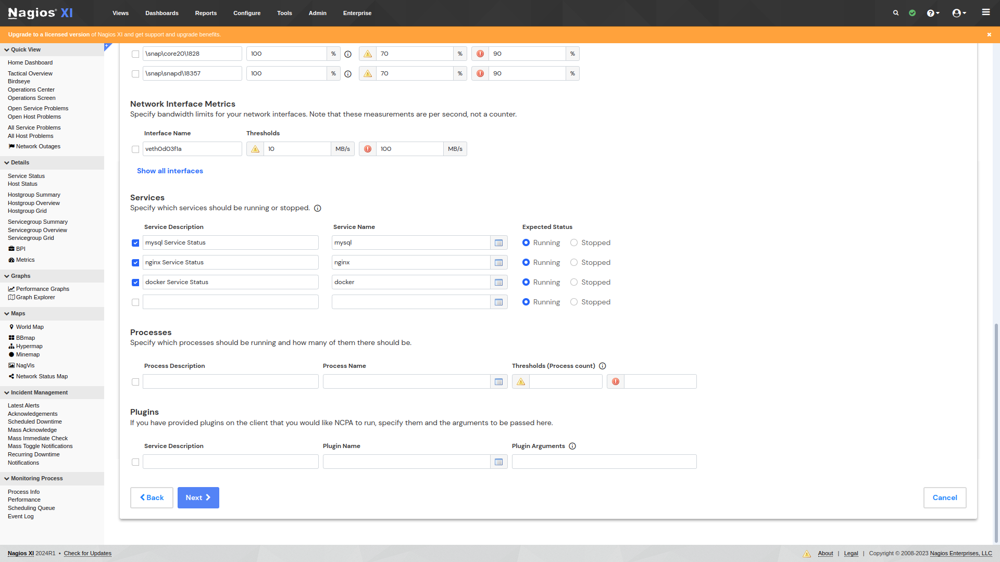 Nagios XI
Views Dashboards Reports Configure Tools Admin Enterprise
Upgrade to a licensed version of Nagios XI and get support and upgrade benefits.
Quick View
Home Dashboard
Tactical Overview
Birdseye
Operations Center
Operations Screen
Open Service Problems
Open Host Problems
All Service Problems
All Host Problems
Network Outages
Details
Service Status
Host Status
Hostgroup Summary
Hostgroup Overview
Hostgroup Grid
Servicegroup Summary
Servicegroup Overview
Servicegroup Grid
BPI
Metrics
Graphs
Performance Graphs
Graph Explorer
Maps
World Map
BBmap
Hypermap
Minemap
NagVis
Network Status Map
Incident Management
Latest Alerts
Acknowledgements
Scheduled Downtime
Mass Acknowledge
Mass Immediate Check
Mass Toggle Notifications
Recurring Downtime
Notifications
Monitoring Process
Process Info
Performance
Scheduling Queue
Event Log
\snap\core20\1828 100 % 70 % 90 %
\snap\snapd\18357 100 % 70 % 90 %
Network Interface Metrics
Specify bandwidth limits for your network interfaces. Note that these measurements are per second, not a counter.
Interface Name Thresholds
veth0d03f1a 10 MB/s 100 MB/s
Show all interfaces
Services
Specify which services should be running or stopped.
Service Description Service Name Expected Status
mysql Service Status mysql Running Stopped
nginx Service Status nginx Running Stopped
docker Service Status docker Running Stopped
Running Stopped
Processes
Specify which processes should be running and how many of them there should be.
Process Description Process Name Thresholds (Process count)
Plugins
If you have provided plugins on the client that you would like NCPA to run, specify them and the arguments to be passed here.
Service Description Plugin Name Plugin Arguments
Back Next Cancel
Nagios XI 2024R1 • Check for Updates
About | Legal | Copyright © 2008-2023 Nagios Enterprises, LLC